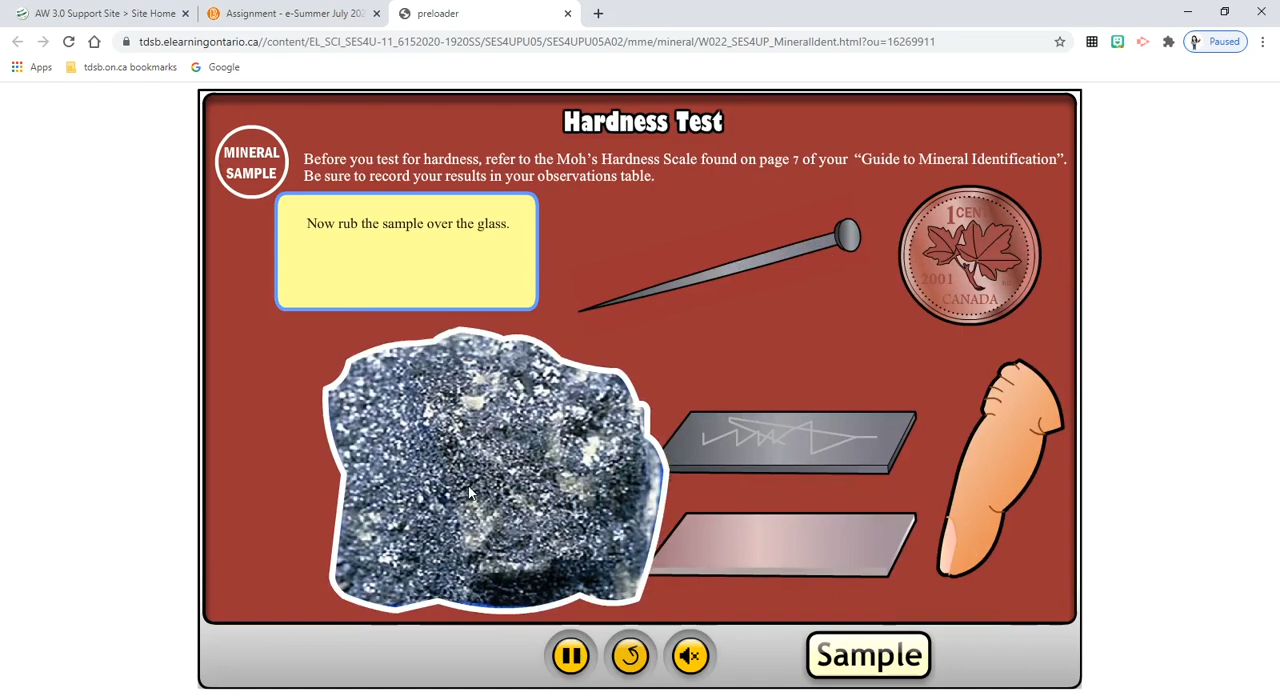 AW 3.0 Support Site > Site Home
Assignment - e-Summer July 202
preloader
tdsb.elearningontario.ca//content/EL_SCI_SES4U-11_6152020-1920SS/SES4UPU05/SES4UPU05A02/mme/mineral/W022_SES4UP_MineralIdent.html?ou=16269911
Paused
Apps
tdsb.on.ca bookmarks
Google
Hardness Test
MINERAL
SAMPLE
Before you test for hardness, refer to the Moh's Hardness Scale found on page 7 of your “Guide to Mineral Identification”.
Be sure to record your results in your observations table.
Now rub the sample over the glass.
1 CENT
2001
CANADA
Sample